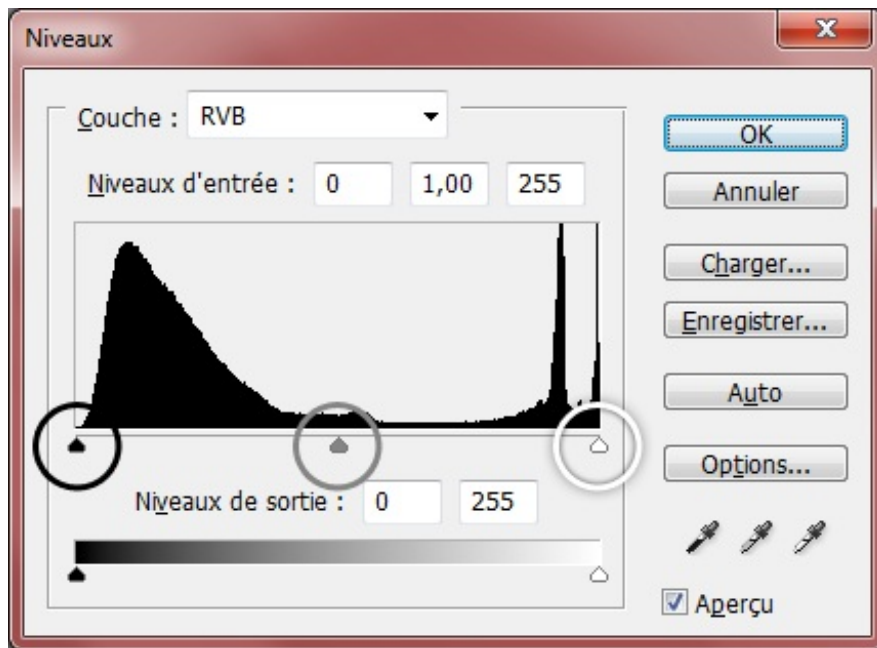 Niveaux
Couche : RVB
Niveaux d'entrée : 0 1,00 255
Niveaux de sortie : 0 255
OK
Annuler
Charger...
Enregistrer...
Auto
Options...
Aperçu